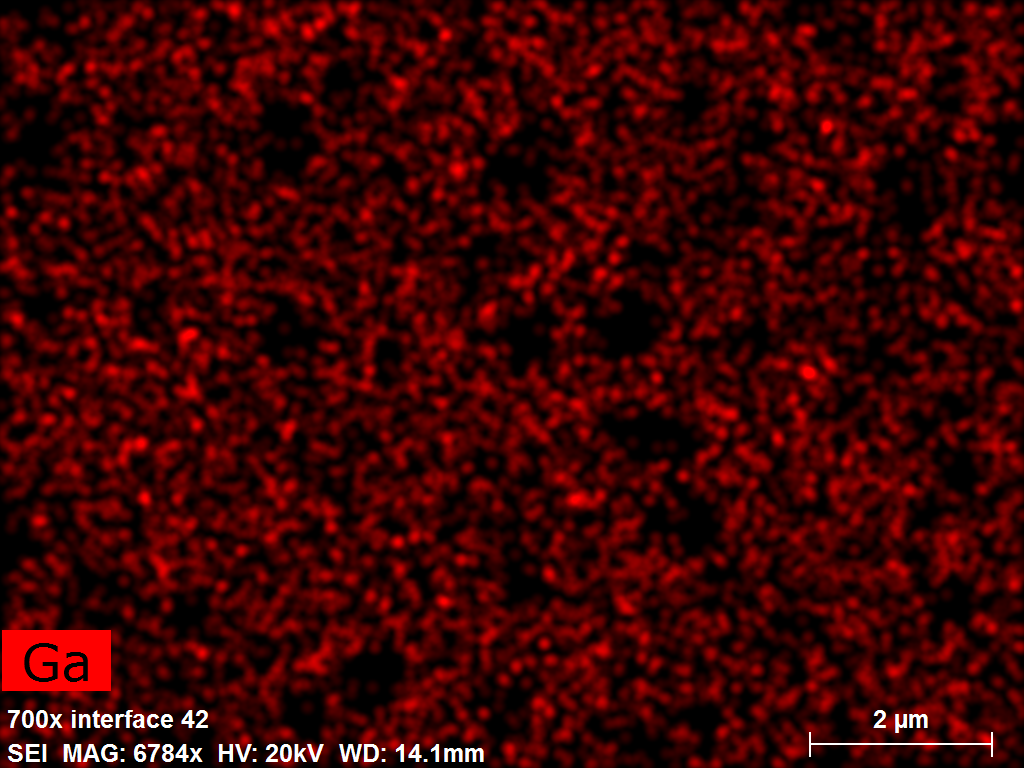 Ga
700x interface 42
2 µm
SEI MAG: 6784x HV: 20kV WD: 14.1mm